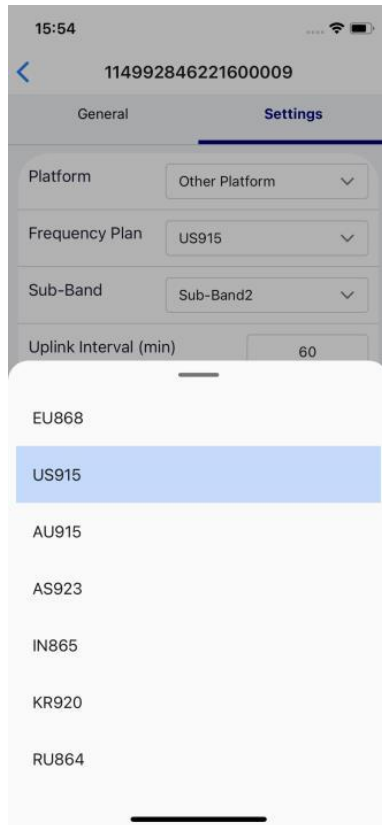 15:54
114992846221600009
General Settings
Platform Other Platform
Frequency Plan US915
Sub-Band Sub-Band2
Uplink Interval (min) 60
EU868
US915
AU915
AS923
IN865
KR920
RU864